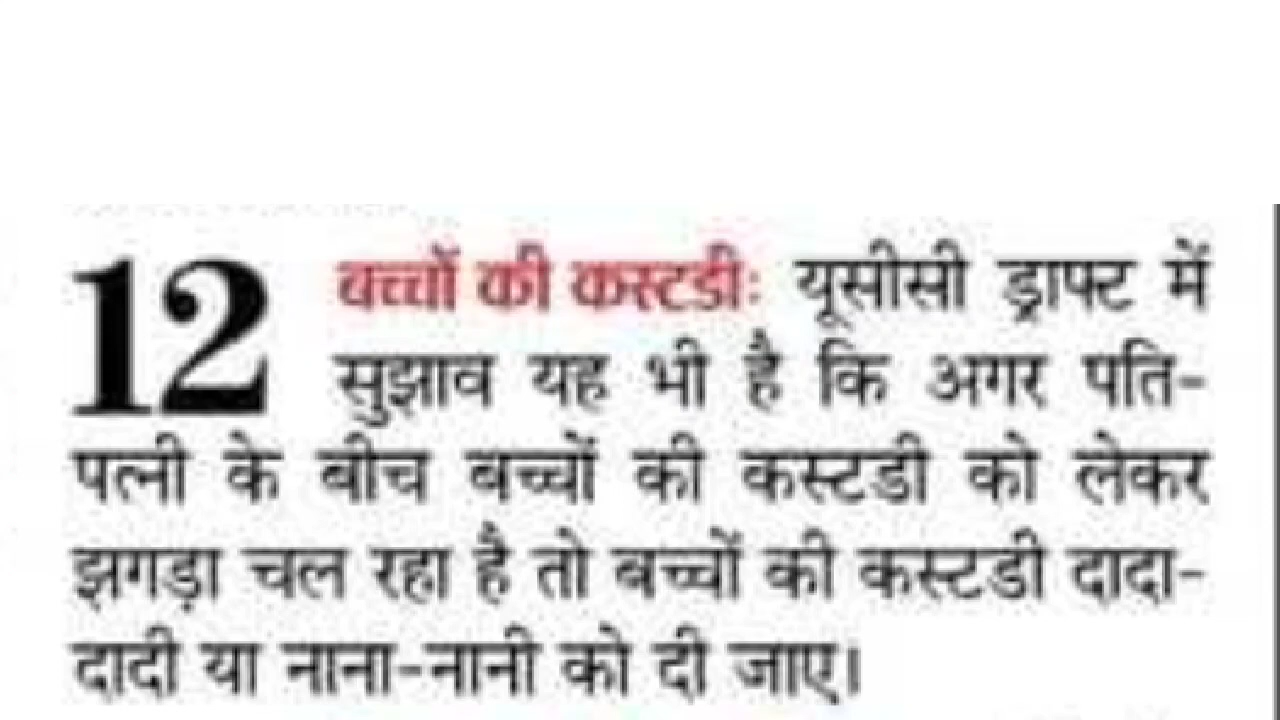 12 बच्चों की कस्टडी: यूसीसी ड्राफ्ट में
सुझाव यह भी है कि अगर पति-
पत्नी के बीच बच्चों की कस्टडी को लेकर
झगड़ा चल रहा है तो बच्चों की कस्टडी दादा-
दादी या नाना-नानी को दी जाए।